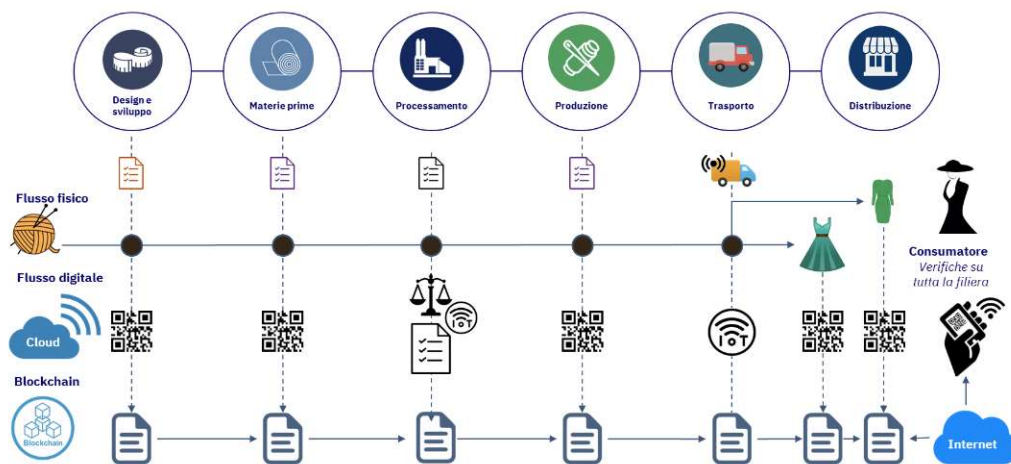 Design e
sviluppo
Materie prime
Processamento
Produzione
Trasporto
Distribuzione
Flusso fisico
Consumatore
Verifiche su
tutta la filiera
Flusso digitale
Cloud
IOT
IOT
Blockchain
Blockchain
Internet